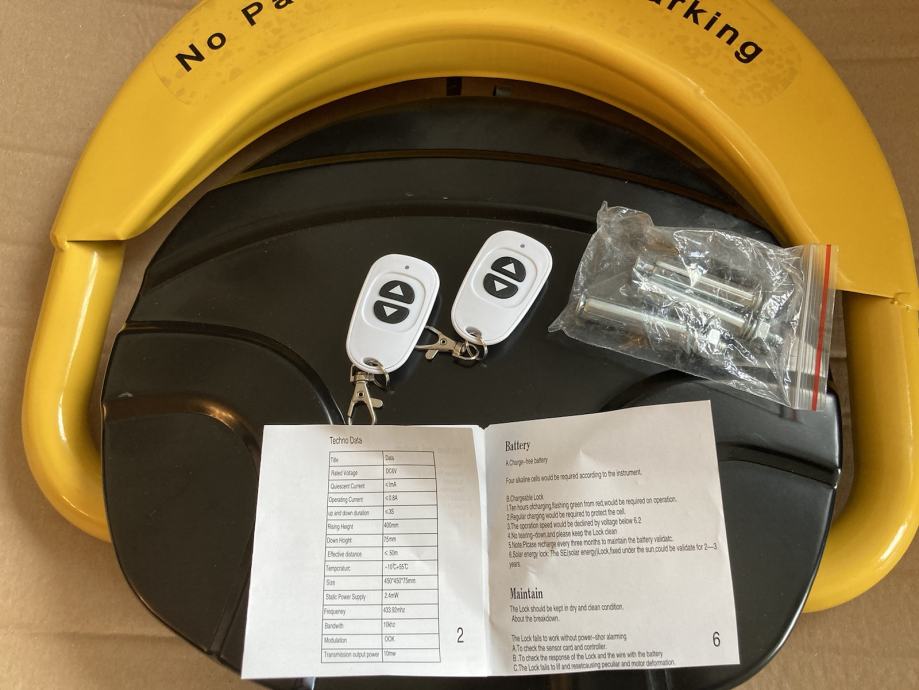 No Pa
arking
Techno Data
Title Data
Rated Voltage DC6V
Quiescent Current ≤1mA
Operating Current ≤0.8A
up and down duration ≤3S
Rising Height 400mm
Down Height 75mm
Effective distance ≤ 50m
Temperature: -10℃+55℃
Size 450*450*75mm
Static Power Supply 2.4mW
Frequency 433.92mhz
Bandwith 10khz
Modulation OOK
Transmission output power 10mw
2
Battery
A.Charge-free battery
Four alkaline cells would be required according to the instrument.
B.Chargeable Lock
1.Ten hours ofcharging,flashing green from red,would be required on operation.
2.Regular charging would be required to protect the cell.
3.The opration speed would be declined by voltage below 6.2
4.No tearing-down,and please keep the Lock clean
5.Note:Please recharge every three months to maintain the battery validatc.
6.Solar energy lock: The SE(solar energy)Lock,fixed under the sun,could be validate for 2—3
years.
Maintain
The Lock should be kept in dry and clean condition.
About the breakdown.
The Lock fails to work without power-shor alarming
A.To check the sensor card and controller.
B .To check the response of the Lock and the wire with the battery
C.The Lock fails to lif and resetcausing peculiar and motor deformation.
6